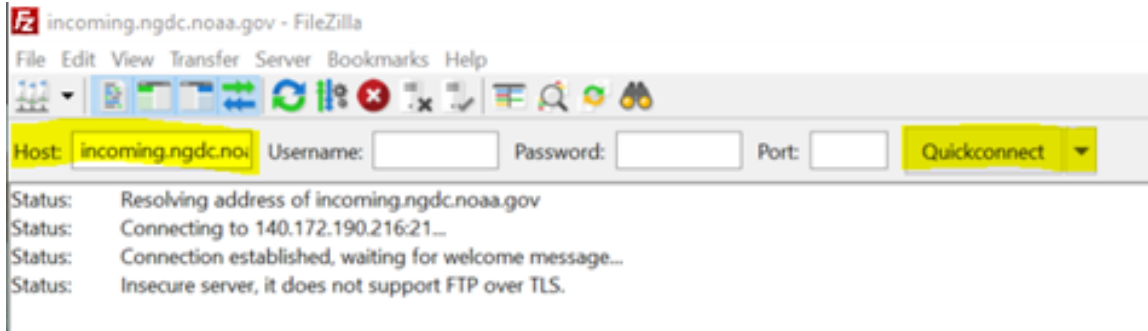 incoming.ngdc.noaa.gov - FileZilla
File Edit View Transfer Server Bookmarks Help
Host: incoming.ngdc.noa Username: Password: Port: Quickconnect
Status: Resolving address of incoming.ngdc.noaa.gov
Status: Connecting to 140.172.190.216:21...
Status: Connection established, waiting for welcome message...
Status: Insecure server, it does not support FTP over TLS.